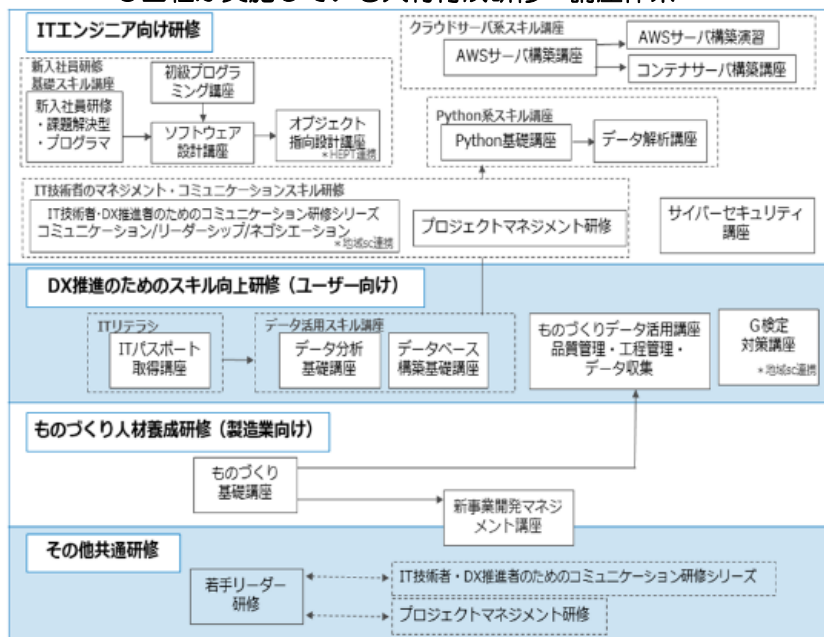 ITエンジニア向け研修
クラウドサーバ系スキル講座
AWSサーバ構築講座
AWSサーバ構築演習
コンテナサーバ構築講座
新入社員研修
基礎スキル講座
新入社員研修
・課題解決型
・プログラマ
初級プログラ
ミング講座
ソフトウェア
設計講座
オブジェクト
指向設計講座
*HEPT連携
Python系スキル講座
Python基礎講座
データ解析講座
IT技術者のマネジメント・コミュニケーションスキル研修
IT技術者・DX推進者のためのコミュニケーション研修シリーズ
コミュニケーション/リーダーシップ/ネゴシエーション
*地域sc連携
プロジェクトマネジメント研修
サイバーセキュリティ
講座
DX推進のためのスキル向上研修（ユーザー向け）
ITリテラシ
ITパスポート
取得講座
データ活用スキル講座
データ分析
基礎講座
データベース
構築基礎講座
ものづくりデータ活用講座
品質管理・工程管理・
データ収集
G検定
対策講座
*地域sc連携
ものづくり人材養成研修（製造業向け）
ものづくり
基礎講座
新事業開発マネジ
メント講座
その他共通研修
若手リーダー
研修
IT技術者・DX推進者のためのコミュニケーション研修シリーズ
プロジェクトマネジメント研修